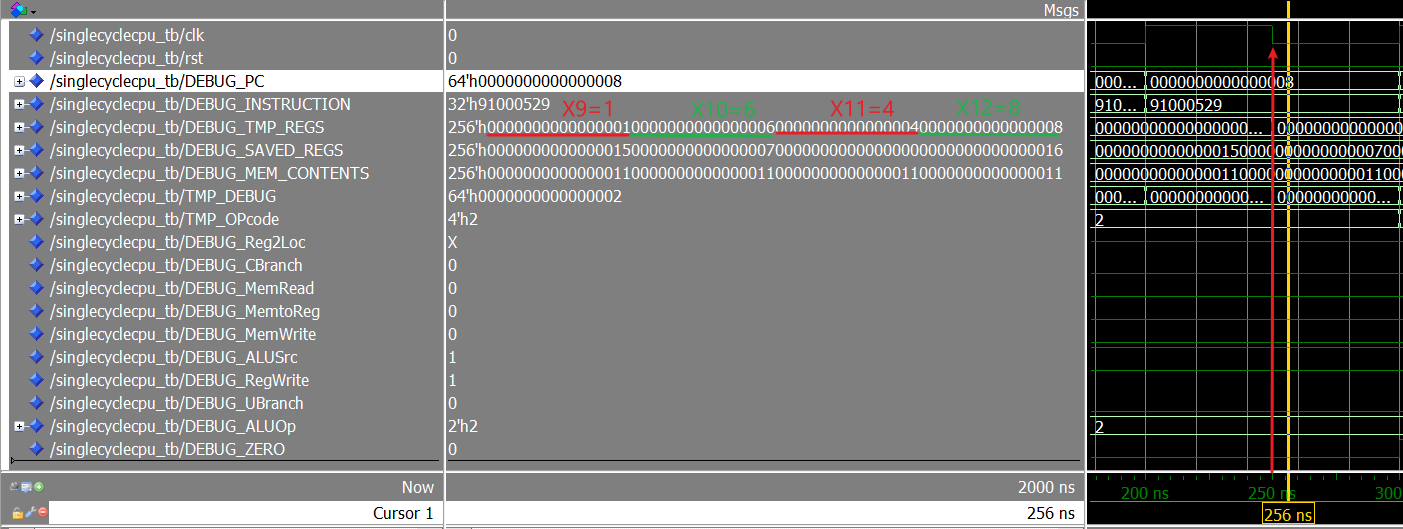 Msgs
/singlecyclecpu_tb/clk 0
/singlecyclecpu_tb/rst 0
/singlecyclecpu_tb/DEBUG_PC 64'h0000000000000008 000... 0000000000000008
/singlecyclecpu_tb/DEBUG_INSTRUCTION 32'h91000529 910... 91000529
X9=1 X10=6 X11=4 X12=8
/singlecyclecpu_tb/DEBUG_TMP_REGS 256'h0000000000000001000000000000000600000000000000040000000000000008 0000000000000000... 0000000000000
/singlecyclecpu_tb/DEBUG_SAVED_REGS 256'h0000000000000015000000000000000700000000000000000000000000000016 00000000000000150000000000000007000
/singlecyclecpu_tb/DEBUG_MEM_CONTENTS 256'h0000000000000011000000000000001100000000000000110000000000000011 00000000000000110000000000000011000
/singlecyclecpu_tb/TMP_DEBUG 64'h0000000000000002 000... 00000000000... 00000000000...
/singlecyclecpu_tb/TMP_OPcode 4'h2 2
/singlecyclecpu_tb/DEBUG_Reg2Loc X
/singlecyclecpu_tb/DEBUG_CBranch 0
/singlecyclecpu_tb/DEBUG_MemRead 0
/singlecyclecpu_tb/DEBUG_MemtoReg 0
/singlecyclecpu_tb/DEBUG_MemWrite 0
/singlecyclecpu_tb/DEBUG_ALUSrc 1
/singlecyclecpu_tb/DEBUG_RegWrite 1
/singlecyclecpu_tb/DEBUG_UBranch 0
/singlecyclecpu_tb/DEBUG_ALUOp 2'h2 2
/singlecyclecpu_tb/DEBUG_ZERO 0
Now 2000 ns 200 ns 250 ns 300
Cursor 1 256 ns 256 ns